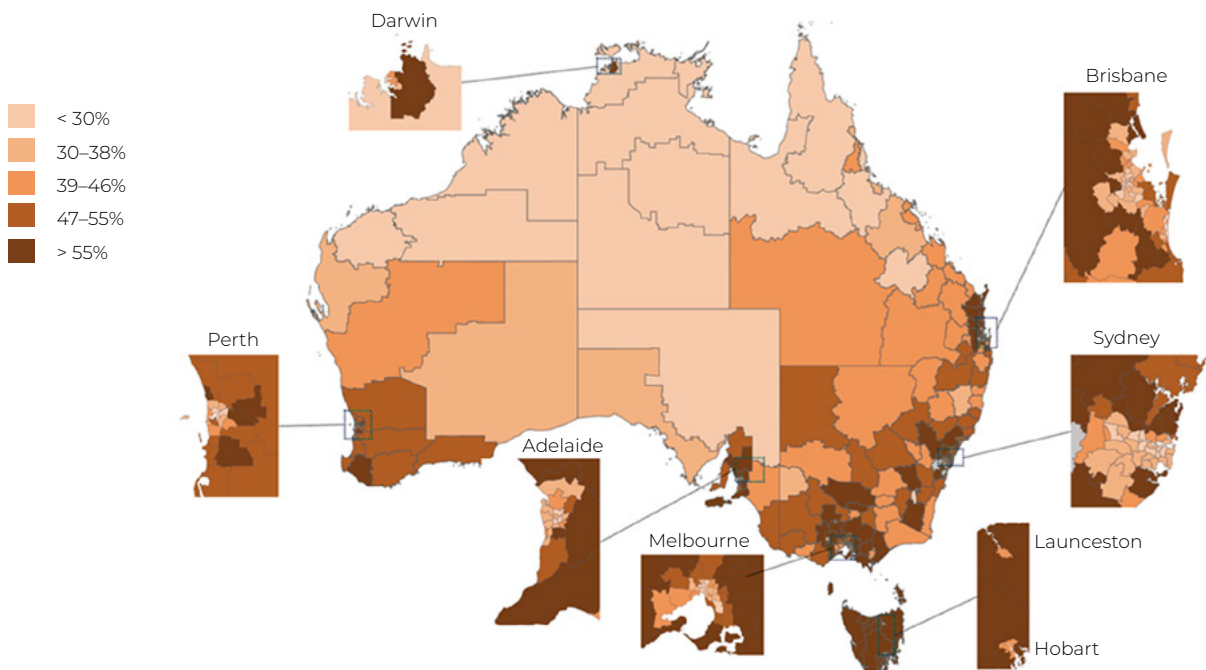 Darwin
Brisbane
< 30%
30–38%
39–46%
47–55%
> 55%
Perth
Sydney
Adelaide
Melbourne
Launceston
Hobart